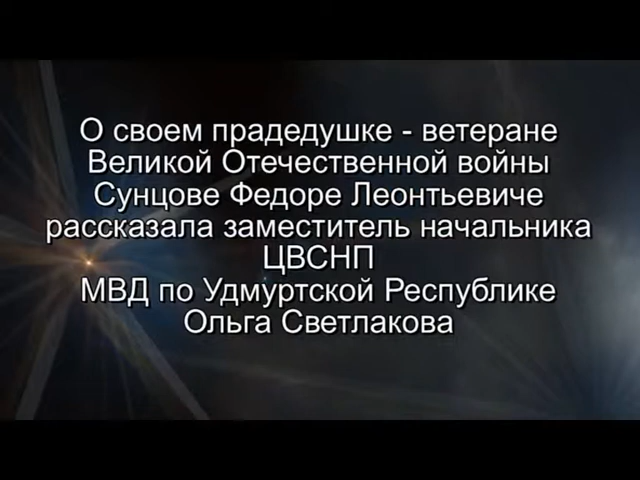 О своем прадедушке - ветеране
Великой Отечественной войны
Сунцове Федоре Леонтьевиче
рассказала заместитель начальника
ЦВСНП
МВД по Удмуртской Республике
Ольга Светлакова